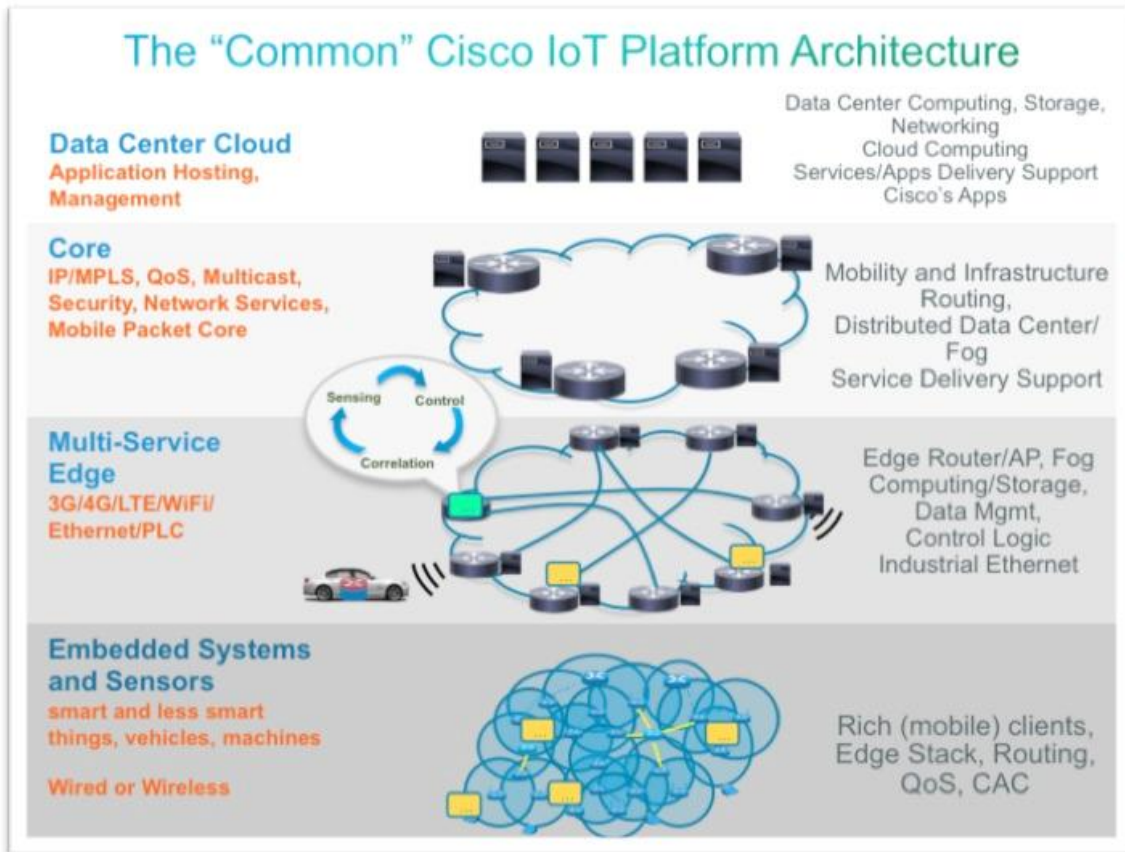 The “Common” Cisco IoT Platform Architecture
Data Center Cloud
Application Hosting,
Management
Data Center Computing, Storage,
Networking
Cloud Computing
Services/Apps Delivery Support
Cisco’s Apps
Core
IP/MPLS, QoS, Multicast,
Security, Network Services,
Mobile Packet Core
Mobility and Infrastructure
Routing,
Distributed Data Center/
Fog
Service Delivery Support
Sensing
Control
Correlation
Multi-Service
Edge
3G/4G/LTE/WiFi/
Ethernet/PLC
Edge Router/AP, Fog
Computing/Storage,
Data Mgmt,
Control Logic
Industrial Ethernet
...
...
...
Embedded Systems
and Sensors
smart and less smart
things, vehicles, machines
Wired or Wireless
...
...
...
...
Rich (mobile) clients,
Edge Stack, Routing,
QoS, CAC